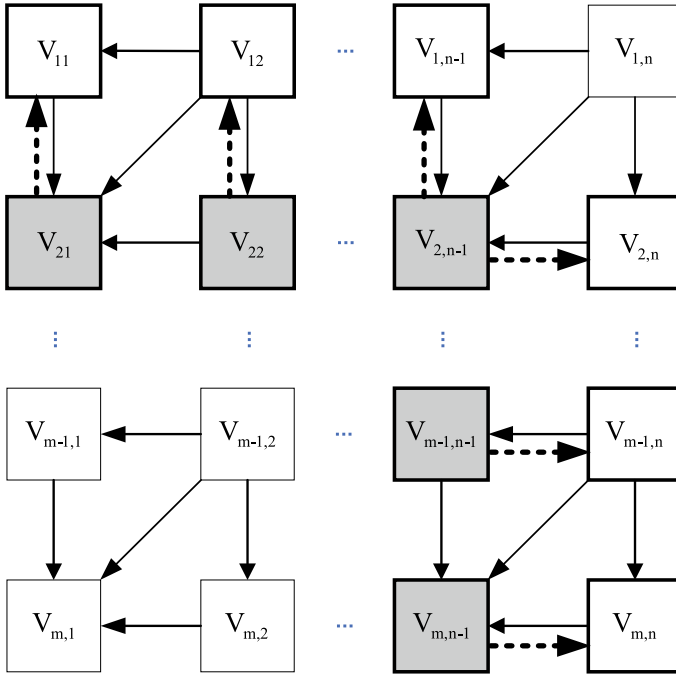 V11 V12 ... V1,n-1 V1,n
V21 V22 ... V2,n-1 V2,n
... ... ... ...
Vm-1,1 Vm-1,2 ... Vm-1,n-1 Vm-1,n
Vm,1 Vm,2 ... Vm,n-1 Vm,n